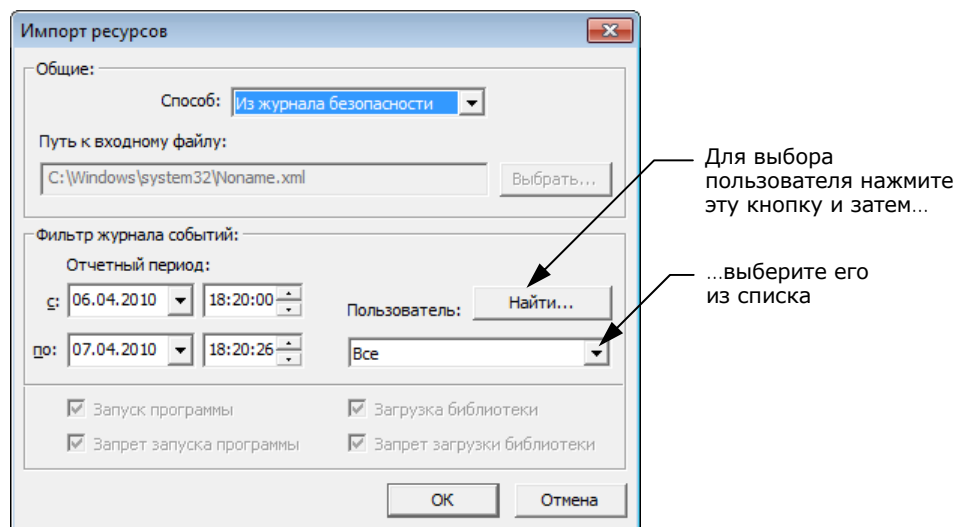 Импорт ресурсов
Общие:
Способ: Из журнала безопасности
Путь к входному файлу:
C:\Windows\system32\Noname.xml Выбрать...
Для выбора
пользователя нажмите
эту кнопку и затем…
Фильтр журнала событий:
Отчетный период:
с: 06.04.2010 18:20:00
Пользователь: Найти...
…выберите его
из списка
по: 07.04.2010 18:20:26
Все
Запуск программы
Загрузка библиотеки
Запрет запуска программы
Запрет загрузки библиотеки
OK
Отмена